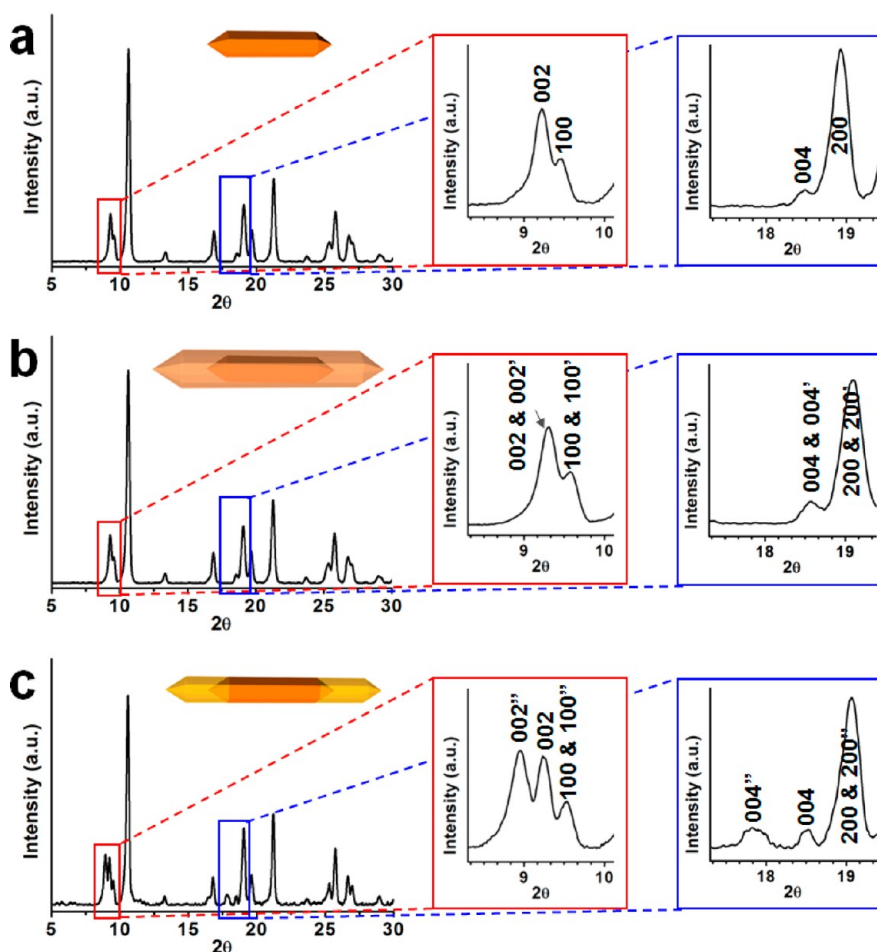 a
Intensity (a.u.)
5 10 15 20 25 30
2θ
Intensity (a.u.)
002
100
9 10
2θ
Intensity (a.u.)
004
200
18 19
2θ
b
Intensity (a.u.)
5 10 15 20 25 30
2θ
Intensity (a.u.)
002 & 002'
100 & 100'
9 10
2θ
Intensity (a.u.)
004 & 004'
200 & 200'
18 19
2θ
c
Intensity (a.u.)
5 10 15 20 25 30
2θ
Intensity (a.u.)
002”
002
100 & 100”
9 10
2θ
Intensity (a.u.)
004”
004
200 & 200”
18 19
2θ